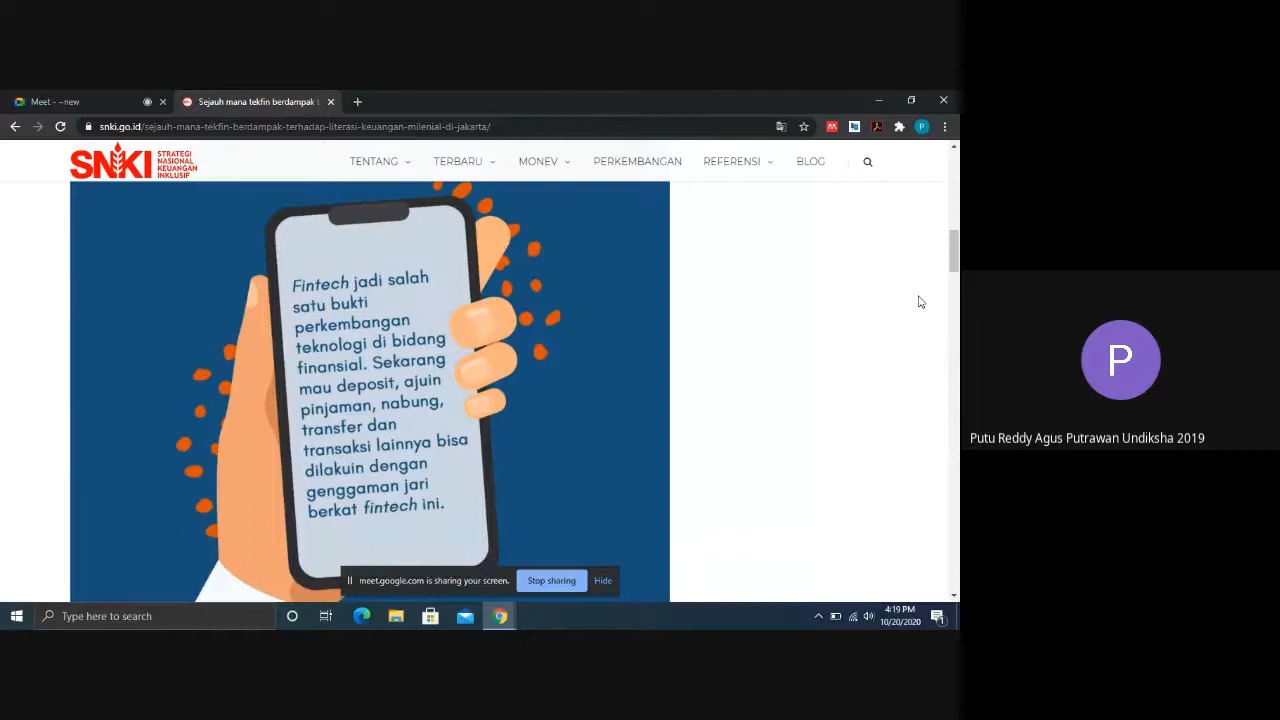 Meet - ~new
Sejauh mana tekfin berdampak t
snki.go.id/sejauh-mana-tekfin-berdampak-terhadap-literasi-keuangan-milenial-di-jakarta/
P
SNKI
STRATEGI
NASIONAL
KEUANGAN
INKLUSIF
TENTANG
TERBARU
MONEV
PERKEMBANGAN
REFERENSI
BLOG
Fintech jadi salah
satu bukti
perkembangan
teknologi di bidang
finansial. Sekarang
mau deposit, ajuin
pinjaman, nabung,
transfer dan
transaksi lainnya bisa
dilakuin dengan
genggaman jari
berkat fintech ini.
P
Putu Reddy Agus Putrawan Undiksha 2019
meet.google.com is sharing your screen.
Stop sharing
Hide
Type here to search
4:19 PM
10/20/2020
1